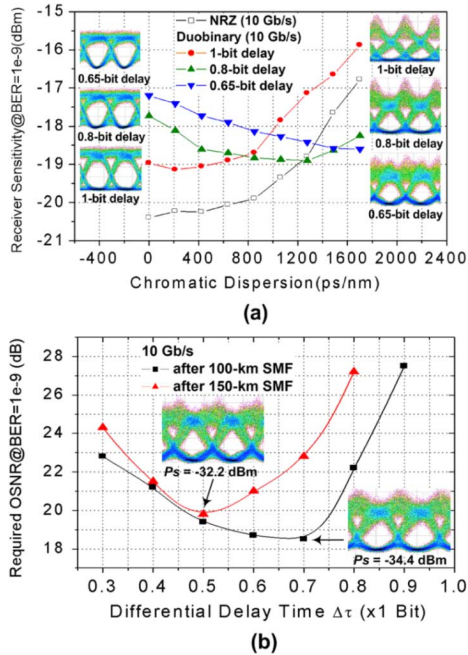 -15
-16
-17
-18
-19
-20
-21
Receiver Sensitivity@BER=1e-9(dBm)
NRZ (10 Gb/s)
Duobinary (10 Gb/s)
1-bit delay
0.8-bit delay
0.65-bit delay
0.65-bit delay
0.8-bit delay
1-bit delay
1-bit delay
0.8-bit delay
0.65-bit delay
-400 0 400 800 1200 1600 2000 2400
Chromatic Dispersion(ps/nm)
(a)
28
26
24
22
20
18
Required OSNR@BER=1e-9 (dB)
10 Gb/s
after 100-km SMF
after 150-km SMF
Ps = -32.2 dBm
Ps = -34.4 dBm
0.3 0.4 0.5 0.6 0.7 0.8 0.9 1.0
Differential Delay Time Δτ (x1 Bit)
(b)